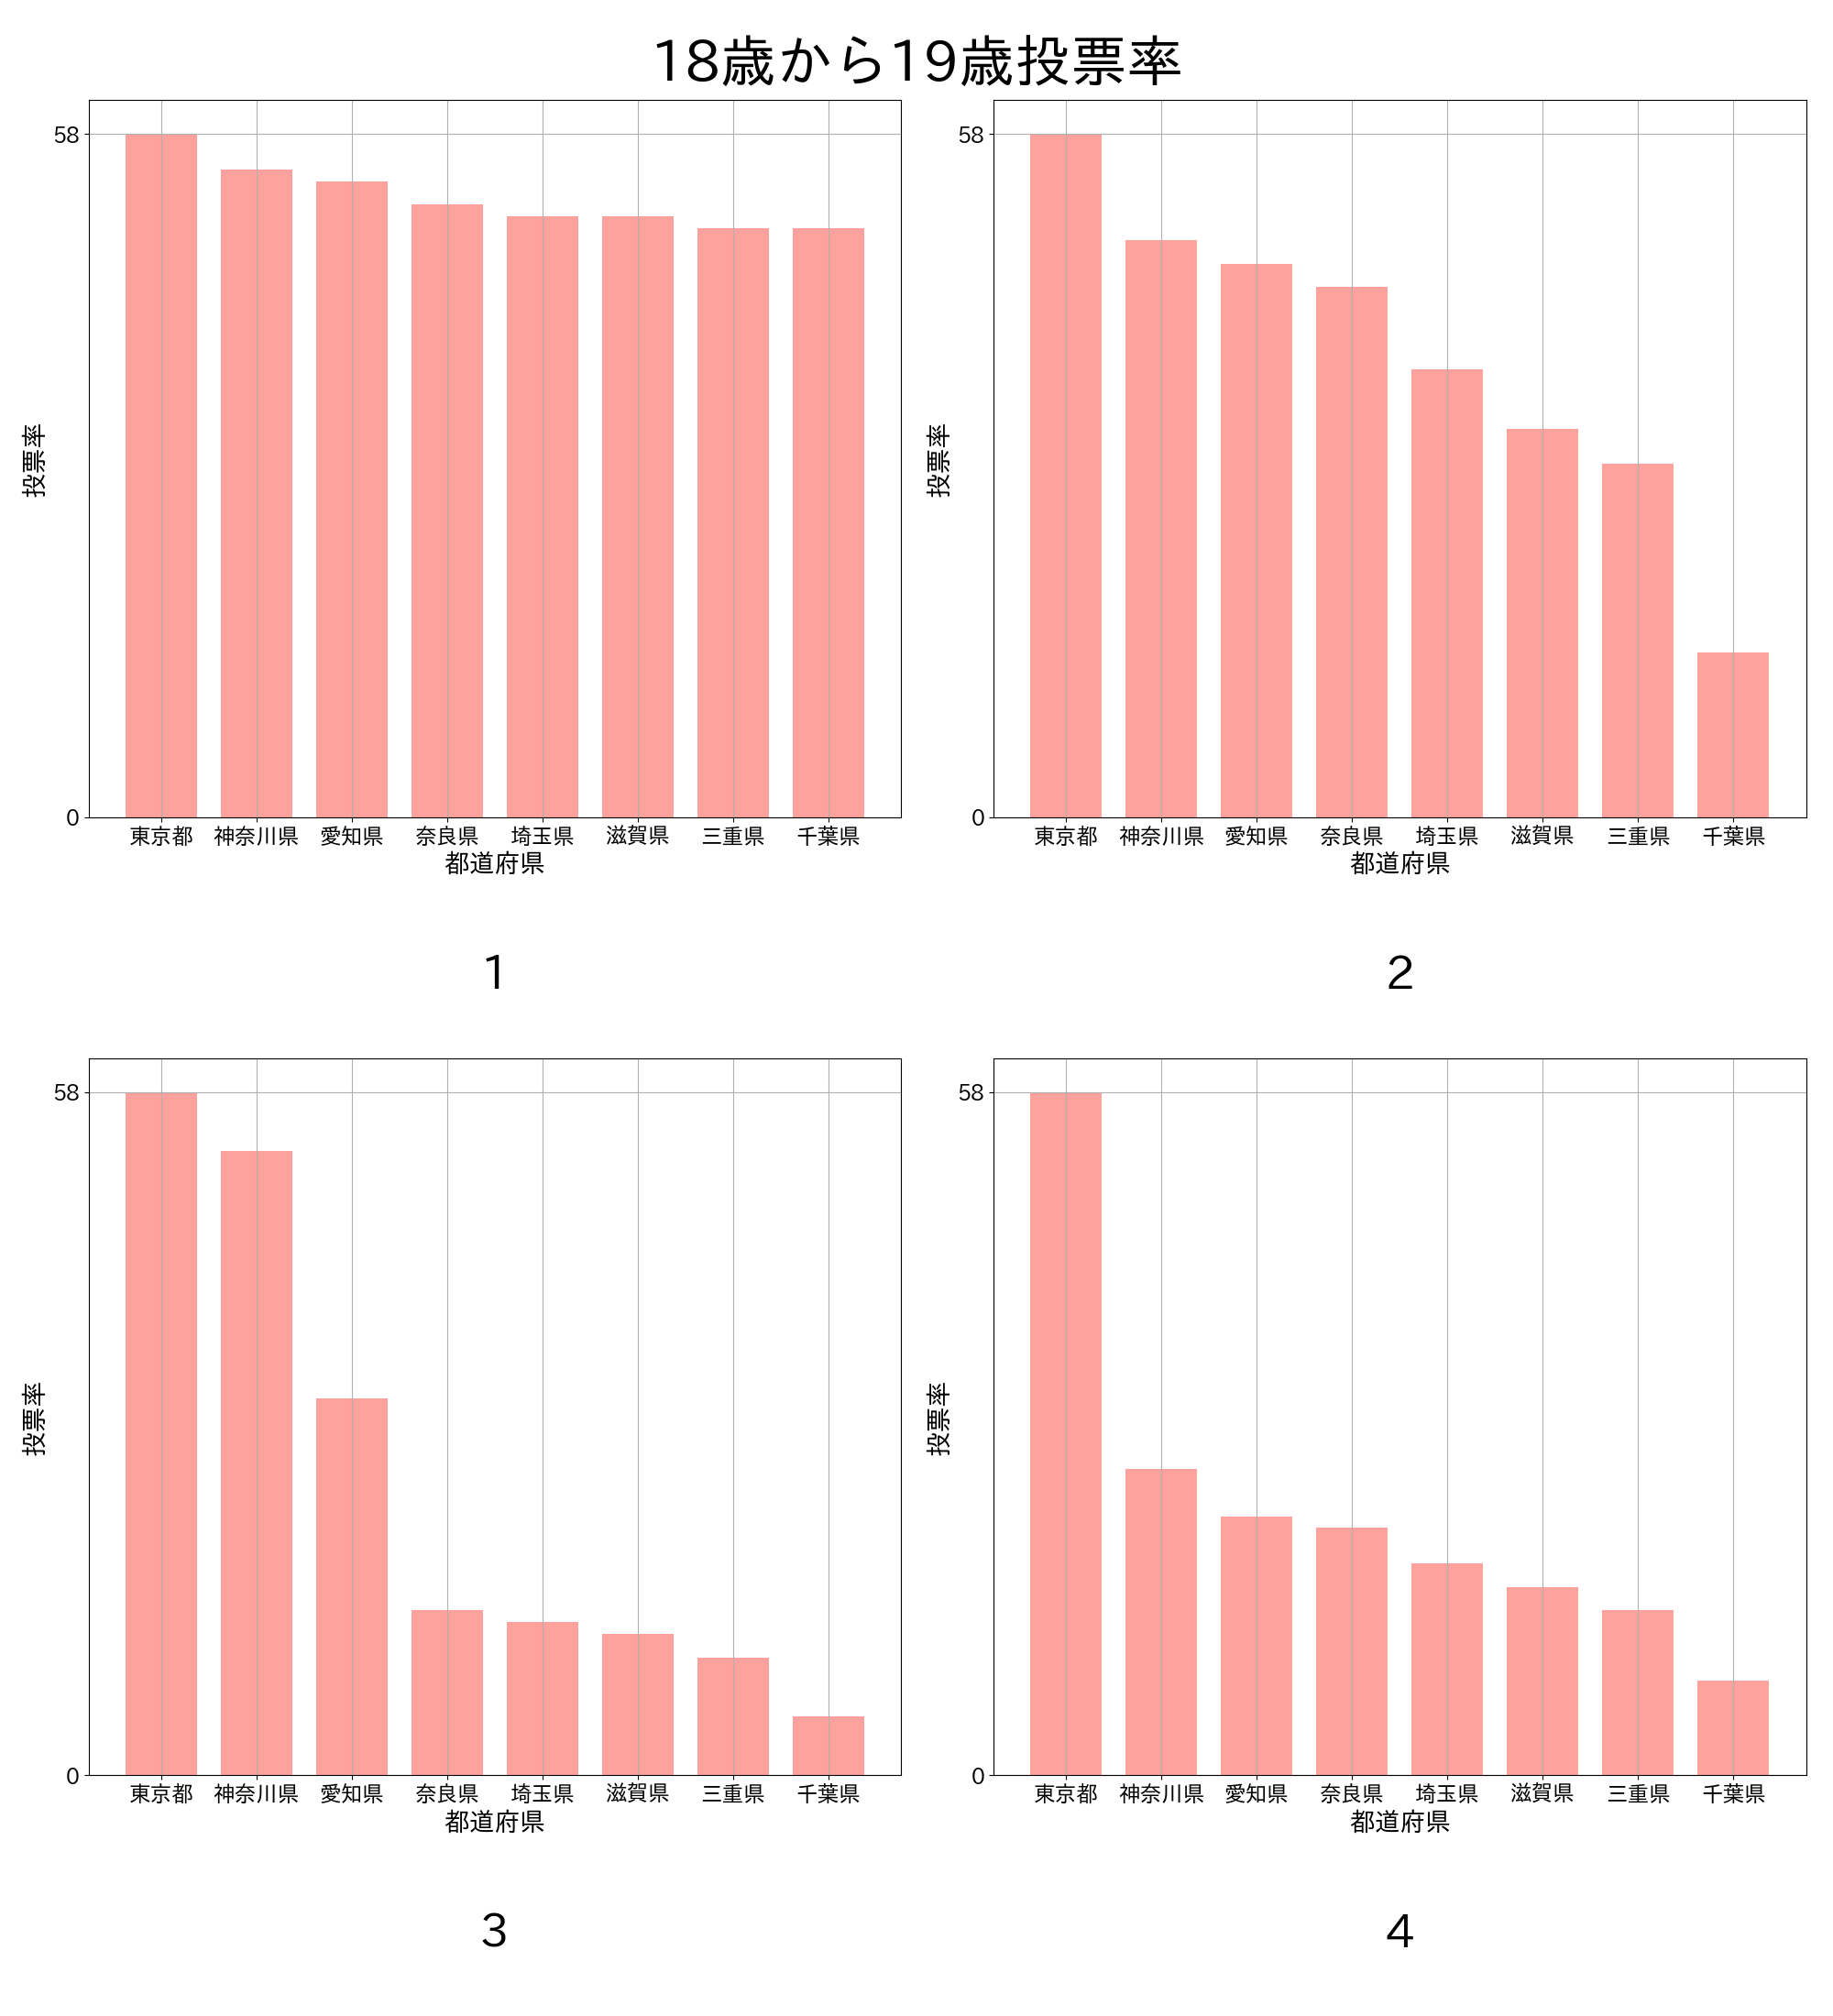 18歳から19歳投票率
58
0
投票率
東京都 神奈川県 愛知県 奈良県 埼玉県 滋賀県 三重県 千葉県
都道府県
1
58
0
投票率
東京都 神奈川県 愛知県 奈良県 埼玉県 滋賀県 三重県 千葉県
都道府県
2
58
0
投票率
東京都 神奈川県 愛知県 奈良県 埼玉県 滋賀県 三重県 千葉県
都道府県
3
58
0
投票率
東京都 神奈川県 愛知県 奈良県 埼玉県 滋賀県 三重県 千葉県
都道府県
4